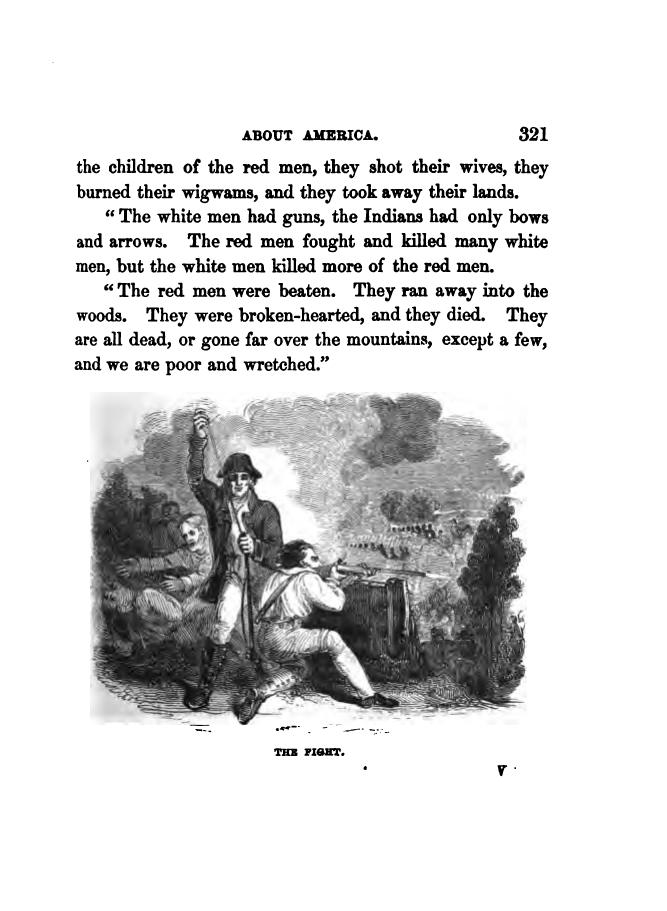 ABOUT AMERICA. 321
the children of the red men, they shot their wives, they
burned their wigwams, and they took away their lands.
“The white men had guns, the Indians had only bows
and arrows. The red men fought and killed many white
men, but the white men killed more of the red men.
“The red men were beaten. They ran away into the
woods. They were broken-hearted, and they died. They
are all dead, or gone far over the mountains, except a few,
and we are poor and wretched.”
THE FIGHT.
V